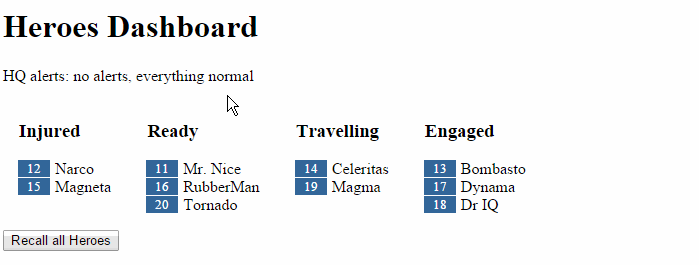 Heroes Dashboard
HQ alerts: no alerts, everything normal
Injured Ready Travelling Engaged
12 Narco 11 Mr. Nice 14 Celeritas 13 Bombasto
15 Magneta 16 RubberMan 19 Magma 17 Dynama
20 Tornado 18 Dr IQ
Recall all Heroes